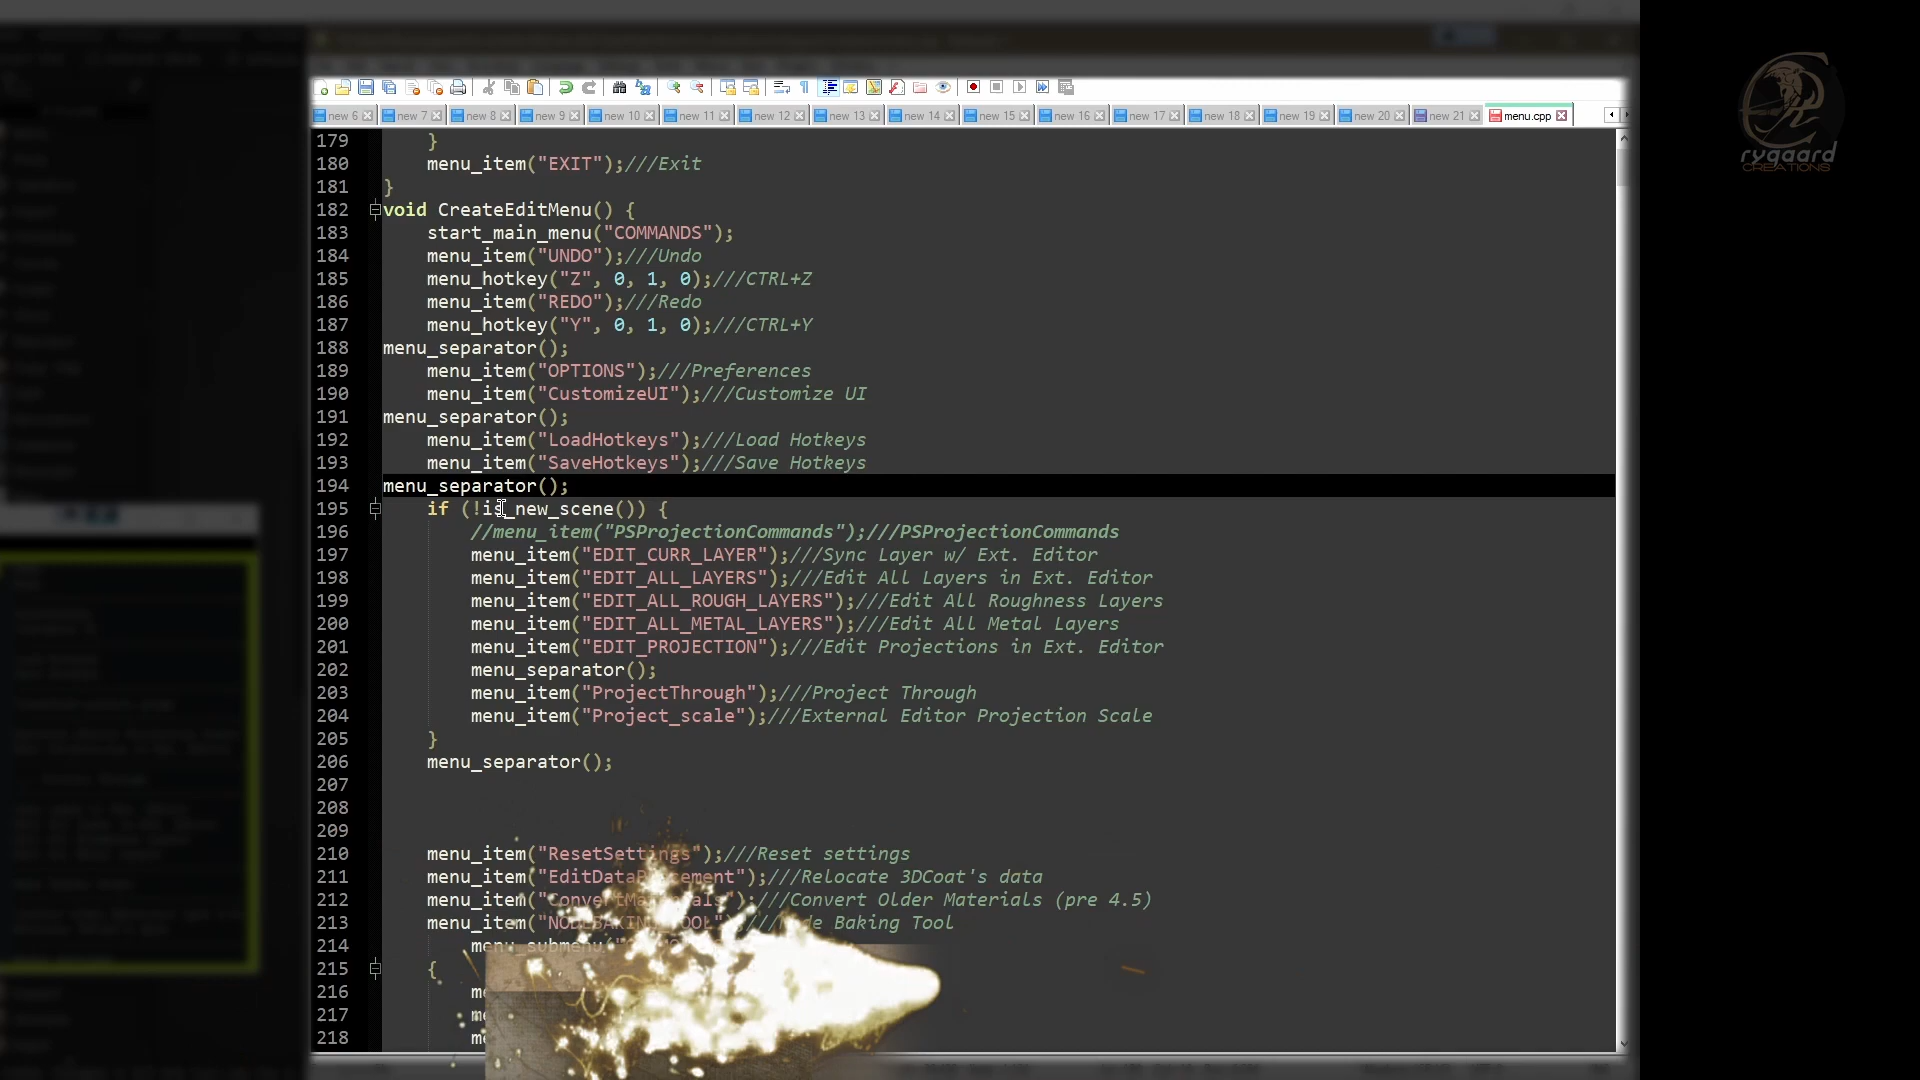 rygaard
CREATIONS
new 6 new 7 new 8 new 9 new 10 new 11 new 12 new 13 new 14 new 15 new 16 new 17 new 18 new 19 new 20 new 21 menu.cpp
179 }
180 menu_item("EXIT");///Exit
181 }
182 void CreateEditMenu() {
183 start_main_menu("COMMANDS");
184 menu_item("UNDO");///Undo
185 menu_hotkey("Z", 0, 1, 0);///CTRL+Z
186 menu_item("REDO");///Redo
187 menu_hotkey("Y", 0, 1, 0);///CTRL+Y
188 menu_separator();
189 menu_item("OPTIONS");///Preferences
190 menu_item("CustomizeUI");///Customize UI
191 menu_separator();
192 menu_item("LoadHotkeys");///Load Hotkeys
193 menu_item("SaveHotkeys");///Save Hotkeys
194 menu_separator();
195 if (!is_new_scene()) {
196 //menu_item("PSProjectionCommands");///PSProjectionCommands
197 menu_item("EDIT_CURR_LAYER");///Sync Layer w/ Ext. Editor
198 menu_item("EDIT_ALL_LAYERS");///Edit All Layers in Ext. Editor
199 menu_item("EDIT_ALL_ROUGH_LAYERS");///Edit All Roughness Layers
200 menu_item("EDIT_ALL_METAL_LAYERS");///Edit All Metal Layers
201 menu_item("EDIT_PROJECTION");///Edit Projections in Ext. Editor
202 menu_separator();
203 menu_item("ProjectThrough");///Project Through
204 menu_item("Project_scale");///External Editor Projection Scale
205 }
206 menu_separator();
207
208
209
210 menu_item("ResetSettings");///Reset settings
211 menu_item("EditDataPlacement");///Relocate 3DCoat's data
212 menu_item("ConvertMaterials");///Convert Older Materials (pre 4.5)
213 menu_item("NODEBAKINGTOOL");///Node Baking Tool
214 menu_submenu("
215 {
216 me
217 me
218 me